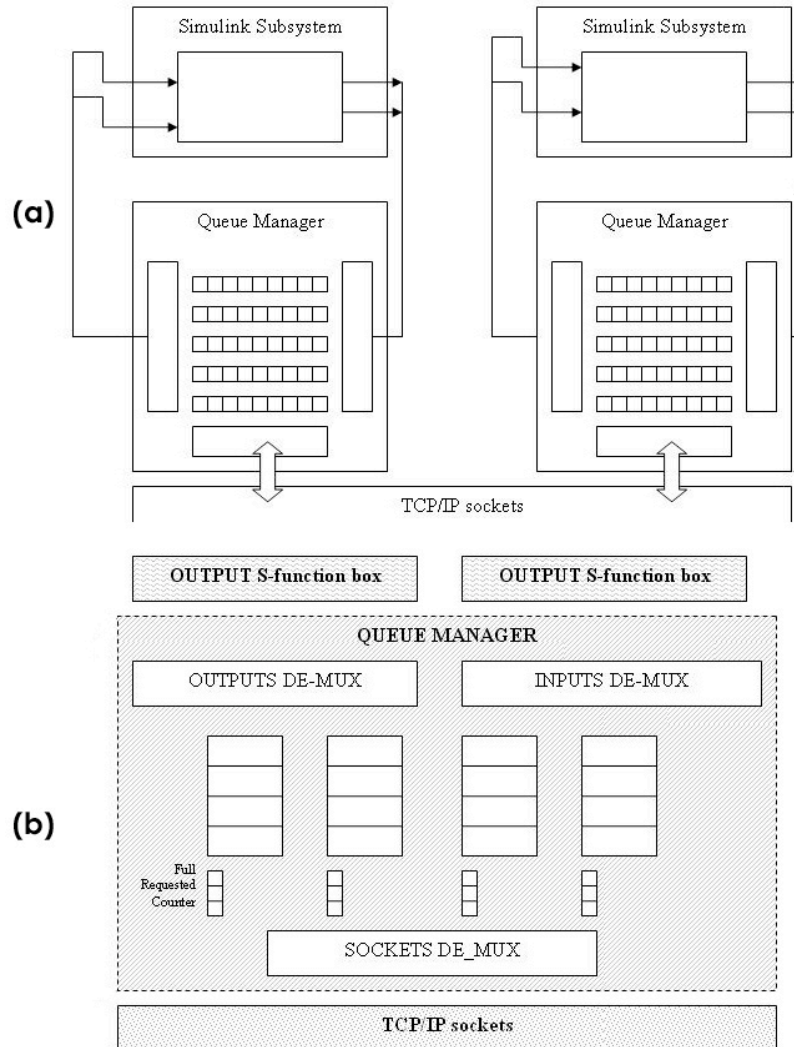 Simulink Subsystem
Simulink Subsystem
(a)
Queue Manager
Queue Manager
TCP/IP sockets
OUTPUT S-function box
OUTPUT S-function box
QUEUE MANAGER
OUTPUTS DE-MUX
INPUTS DE-MUX
(b)
Full
Requested
Counter
SOCKETS DE_MUX
TCP/IP sockets